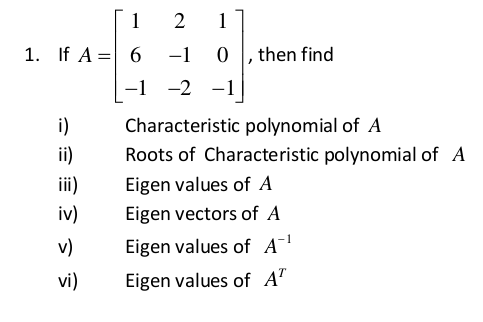 1. If A = [1 2 1; 6 −1 0; −1 −2 −1], then find
i) Characteristic polynomial of A
ii) Roots of Characteristic polynomial of A
iii) Eigen values of A
iv) Eigen vectors of A
v) Eigen values of A⁻¹
vi) Eigen values of Aᵀ